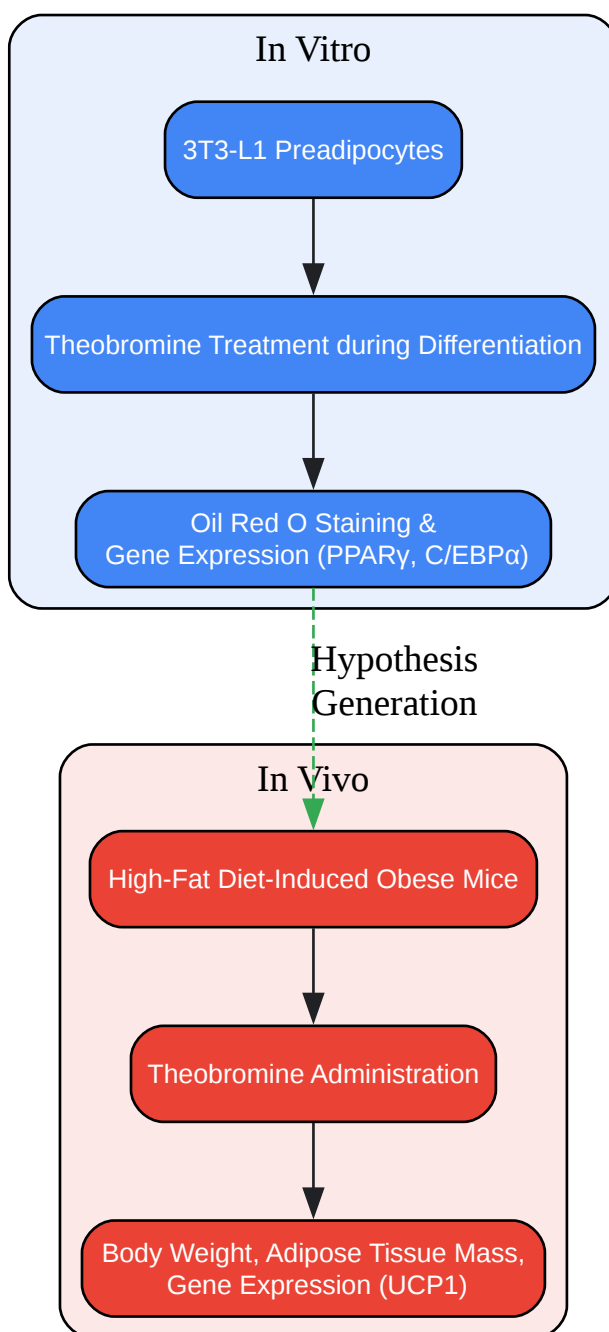 In Vitro
3T3-L1 Preadipocytes
Theobromine Treatment during Differentiation
Oil Red O Staining &
Gene Expression (PPARγ, C/EBPα)
Hypothesis
Generation
In Vivo
High-Fat Diet-Induced Obese Mice
Theobromine Administration
Body Weight, Adipose Tissue Mass,
Gene Expression (UCP1)